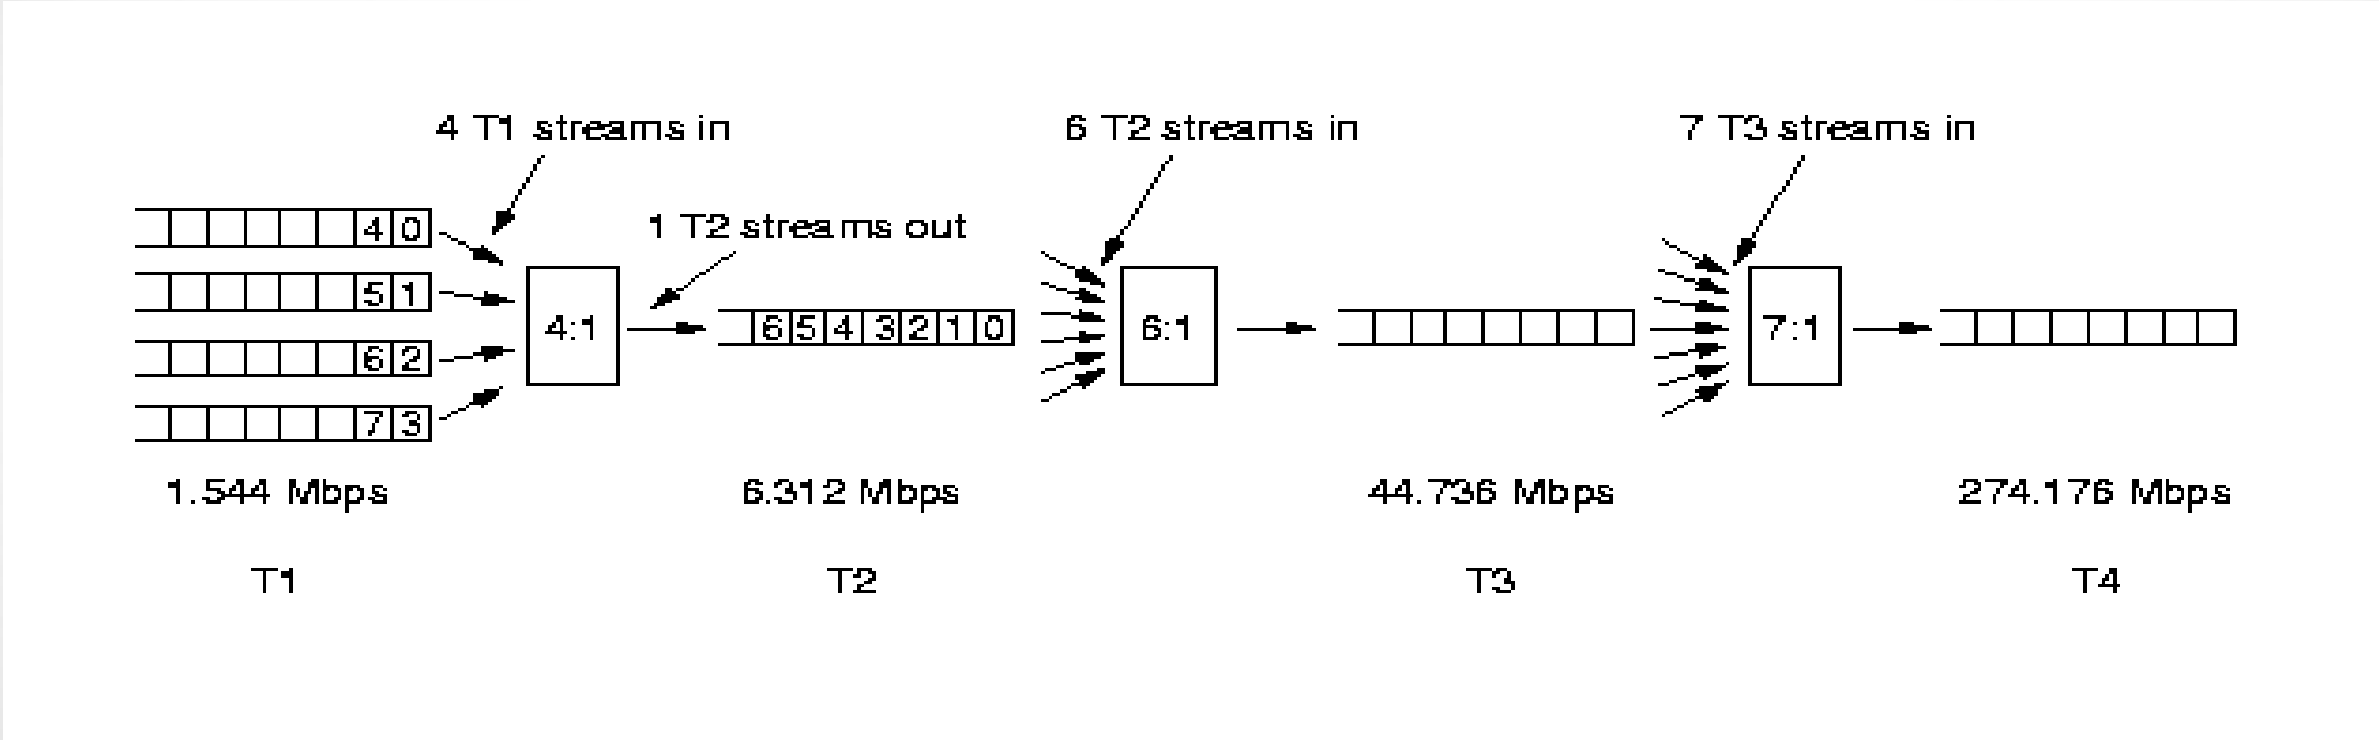 4 T1 streams in
6 T2 streams in
7 T3 streams in
1 T2 streams out
4 0
5 1
6 2
7 3
4:1
6 5 4 3 2 1 0
6:1
7:1
1.544 Mbps
6.312 Mbps
44.736 Mbps
274.176 Mbps
T1
T2
T3
T4